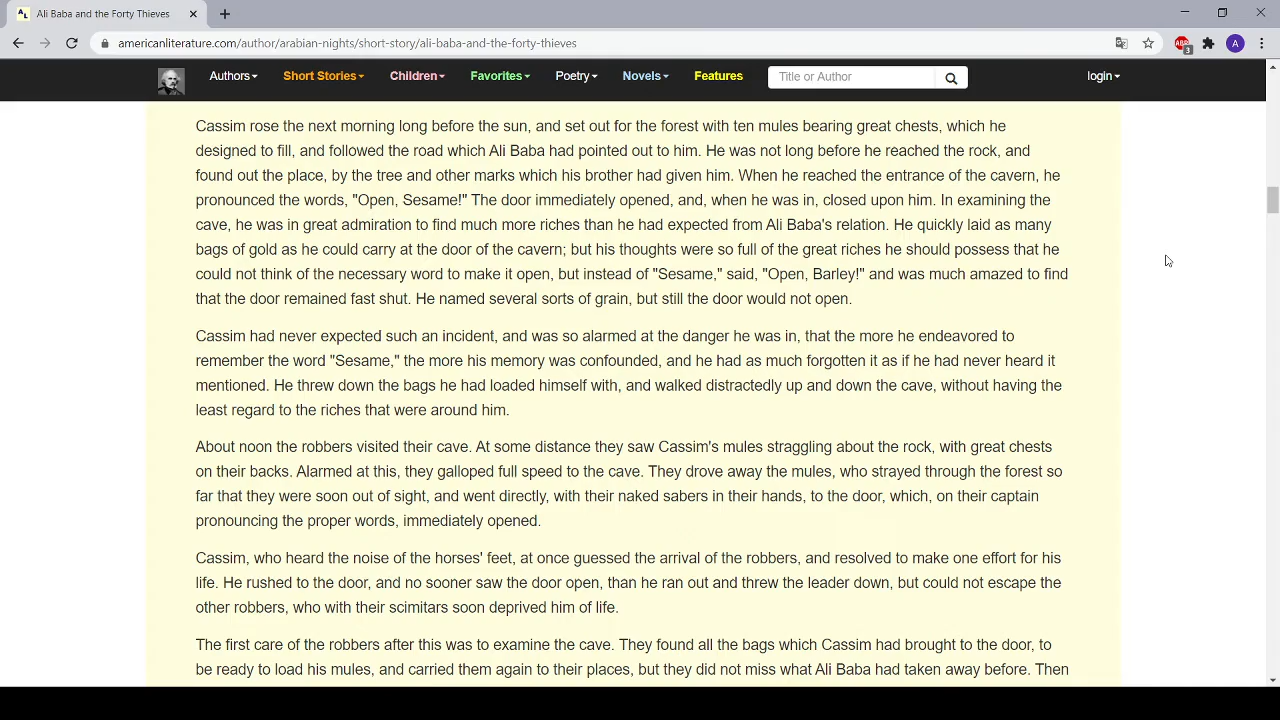 Ali Baba and the Forty Thieves
americanliterature.com/author/arabian-nights/short-story/ali-baba-and-the-forty-thieves
ABP
3
A
Authors Short Stories Children Favorites Poetry Novels Features Title or Author login
Cassim rose the next morning long before the sun, and set out for the forest with ten mules bearing great chests, which he
designed to fill, and followed the road which Ali Baba had pointed out to him. He was not long before he reached the rock, and
found out the place, by the tree and other marks which his brother had given him. When he reached the entrance of the cavern, he
pronounced the words, "Open, Sesame!" The door immediately opened, and, when he was in, closed upon him. In examining the
cave, he was in great admiration to find much more riches than he had expected from Ali Baba's relation. He quickly laid as many
bags of gold as he could carry at the door of the cavern; but his thoughts were so full of the great riches he should possess that he
could not think of the necessary word to make it open, but instead of "Sesame," said, "Open, Barley!" and was much amazed to find
that the door remained fast shut. He named several sorts of grain, but still the door would not open.
Cassim had never expected such an incident, and was so alarmed at the danger he was in, that the more he endeavored to
remember the word "Sesame," the more his memory was confounded, and he had as much forgotten it as if he had never heard it
mentioned. He threw down the bags he had loaded himself with, and walked distractedly up and down the cave, without having the
least regard to the riches that were around him.
About noon the robbers visited their cave. At some distance they saw Cassim's mules straggling about the rock, with great chests
on their backs. Alarmed at this, they galloped full speed to the cave. They drove away the mules, who strayed through the forest so
far that they were soon out of sight, and went directly, with their naked sabers in their hands, to the door, which, on their captain
pronouncing the proper words, immediately opened.
Cassim, who heard the noise of the horses' feet, at once guessed the arrival of the robbers, and resolved to make one effort for his
life. He rushed to the door, and no sooner saw the door open, than he ran out and threw the leader down, but could not escape the
other robbers, who with their scimitars soon deprived him of life.
The first care of the robbers after this was to examine the cave. They found all the bags which Cassim had brought to the door, to
be ready to load his mules, and carried them again to their places, but they did not miss what Ali Baba had taken away before. Then